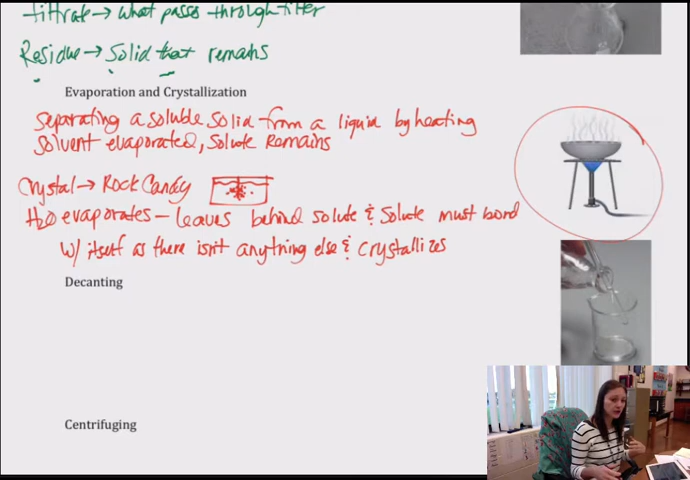 filtrate → what passes through filter
Residue → Solid that remains
Evaporation and Crystallization
Separating a soluble solid from a liquid by heating
Solvent evaporated, Solute Remains
Crystal → Rock Candy
H2O evaporates – leaves behind solute & solute must bond
w/ itself as there isn't anything else & crystallizes
Decanting
Centrifuging